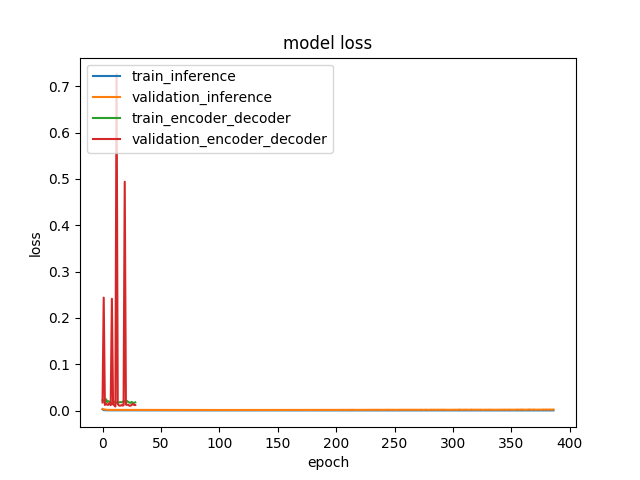 model loss
train_inference
validation_inference
train_encoder_decoder
validation_encoder_decoder
loss
0.7
0.6
0.5
0.4
0.3
0.2
0.1
0.0
0 50 100 150 200 250 300 350 400
epoch